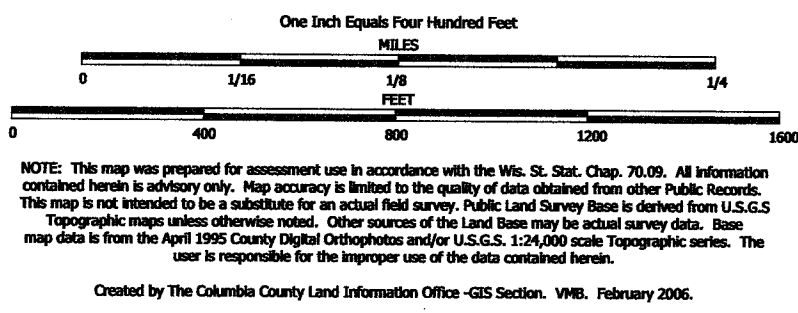 One Inch Equals Four Hundred Feet
MILES
0 1/16 1/8 1/4
FEET
0 400 800 1200 1600
NOTE: This map was prepared for assessment use in accordance with the Wis. St. Stat. Chap. 70.09. All information
contained herein is advisory only. Map accuracy is limited to the quality of data obtained from other Public Records.
This map is not intended to be a substitute for an actual field survey. Public Land Survey Base is derived from U.S.G.S
Topographic maps unless otherwise noted. Other sources of the Land Base may be actual survey data. Base
map data is from the April 1995 County Digital Orthophotos and/or U.S.G.S. 1:24,000 scale Topographic series. The
user is responsible for the improper use of the data contained herein.
Created by The Columbia County Land Information Office -GIS Section. VMB. February 2006.